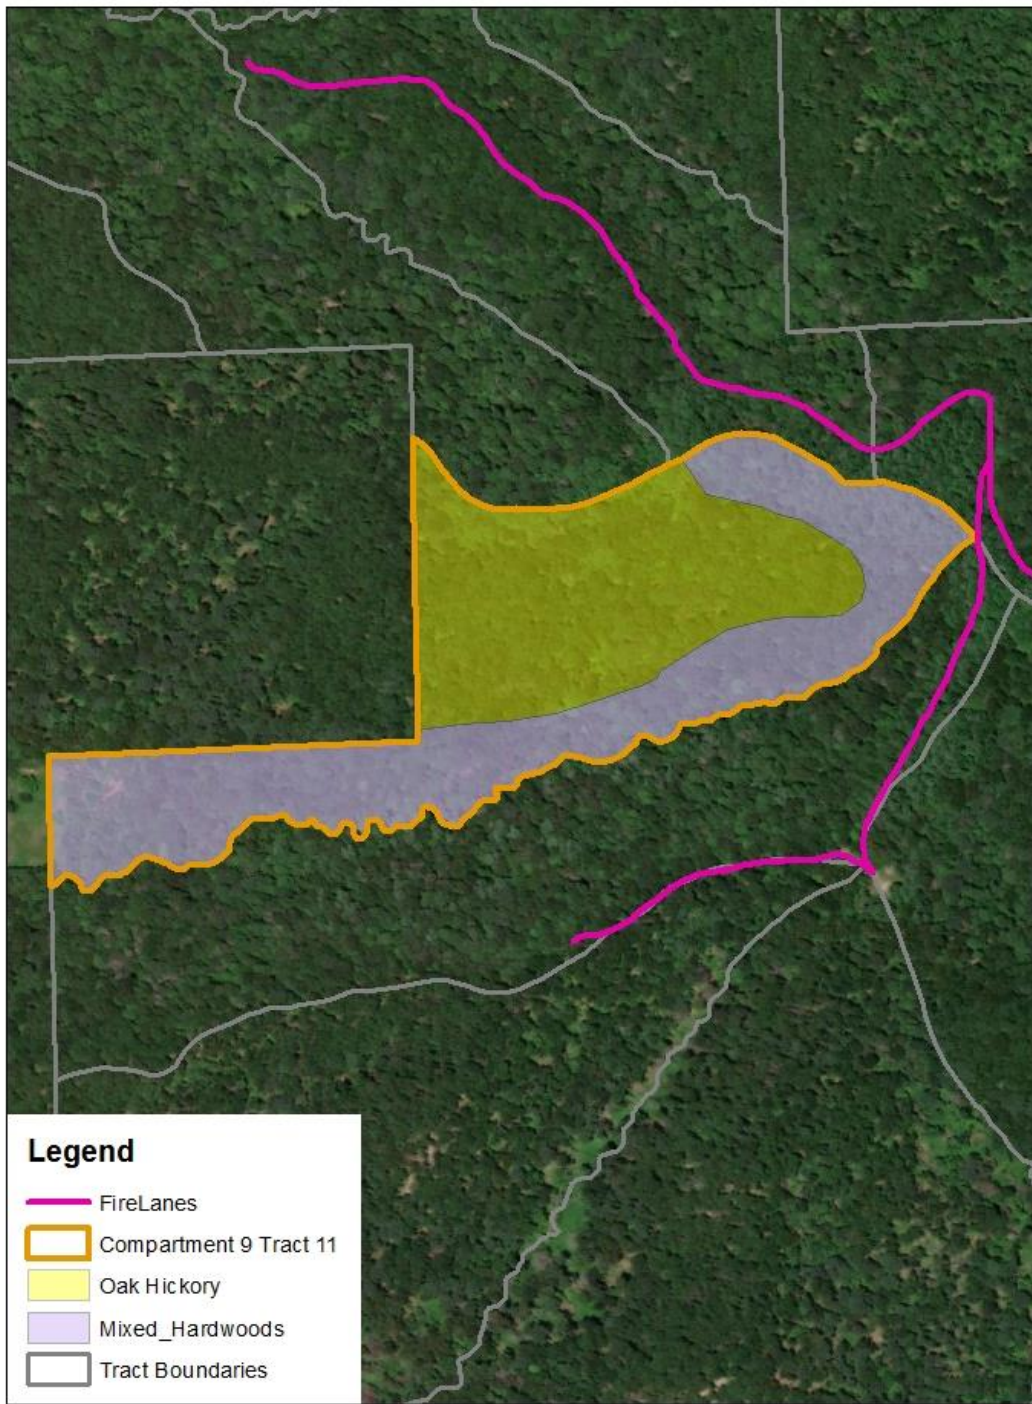 Legend
FireLanes
Compartment 9 Tract 11
Oak Hickory
Mixed_Hardwoods
Tract Boundaries